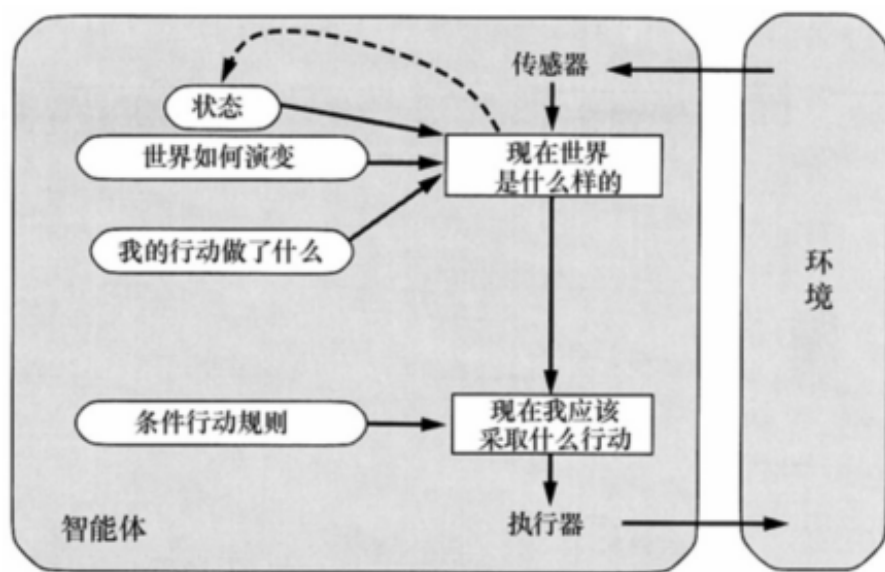 传感器
状态
世界如何演变
现在世界
是什么样的
我的行动做了什么
环
境
条件行动规则
现在我应该
采取什么行动
智能体
执行器